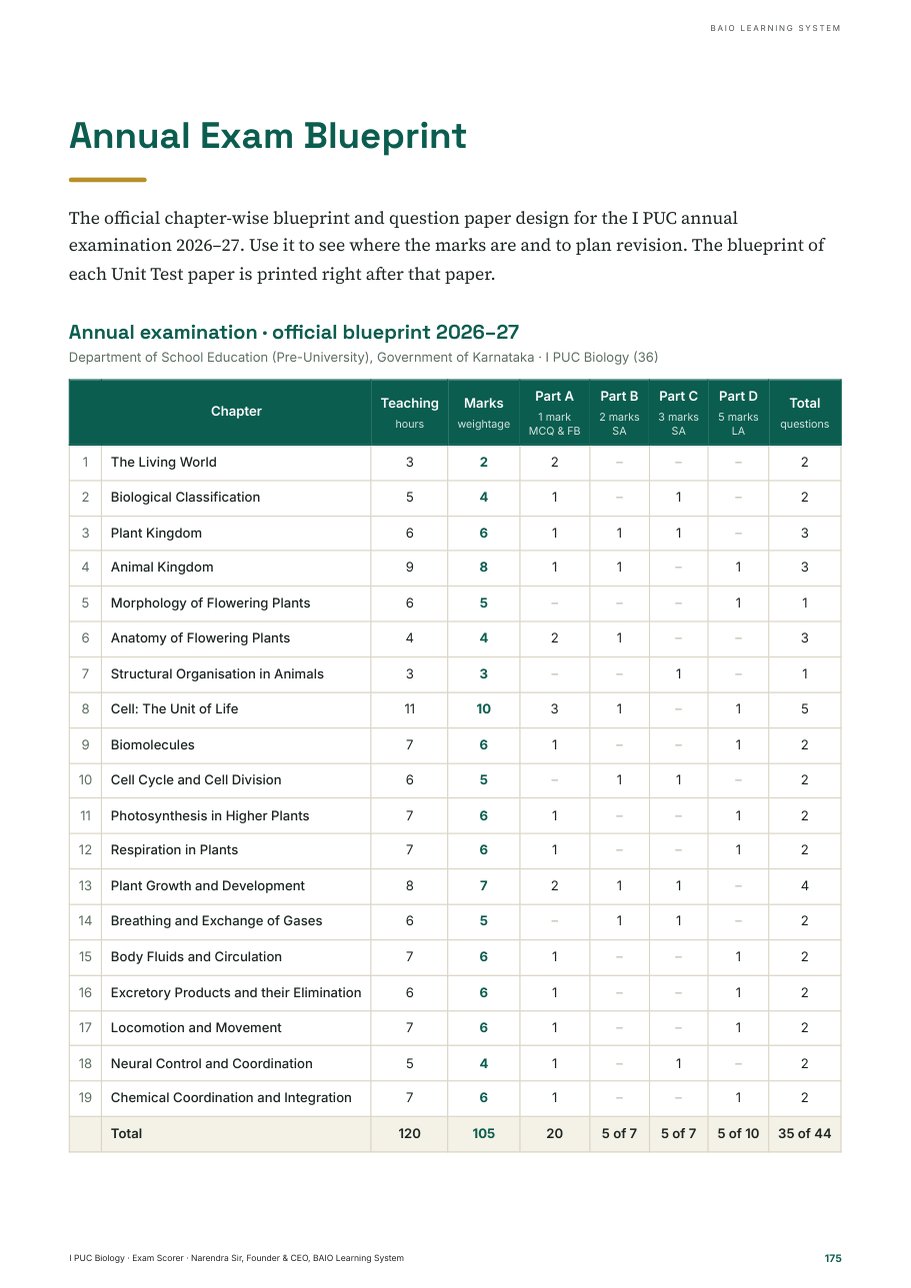 BAIO LEARNING SYSTEM
Annual Exam Blueprint
The official chapter-wise blueprint and question paper design for the I PUC annual
examination 2026–27. Use it to see where the marks are and to plan revision. The blueprint of
each Unit Test paper is printed right after that paper.
Annual examination · official blueprint 2026–27
Department of School Education (Pre-University), Government of Karnataka · I PUC Biology (36)
Chapter Teaching hours Marks weightage Part A 1 mark MCQ & FB Part B 2 marks SA Part C 3 marks SA Part D 5 marks LA Total questions
1 The Living World 3 2 2 – – – 2
2 Biological Classification 5 4 1 – 1 – 2
3 Plant Kingdom 6 6 1 1 1 – 3
4 Animal Kingdom 9 8 1 1 – 1 3
5 Morphology of Flowering Plants 6 5 – – – 1 1
6 Anatomy of Flowering Plants 4 4 2 1 – – 3
7 Structural Organisation in Animals 3 3 – – 1 – 1
8 Cell: The Unit of Life 11 10 3 1 – 1 5
9 Biomolecules 7 6 1 – – 1 2
10 Cell Cycle and Cell Division 6 5 – 1 1 – 2
11 Photosynthesis in Higher Plants 7 6 1 – – 1 2
12 Respiration in Plants 7 6 1 – – 1 2
13 Plant Growth and Development 8 7 2 1 1 – 4
14 Breathing and Exchange of Gases 6 5 – 1 1 – 2
15 Body Fluids and Circulation 7 6 1 – – 1 2
16 Excretory Products and their Elimination 6 6 1 – – 1 2
17 Locomotion and Movement 7 6 1 – – 1 2
18 Neural Control and Coordination 5 4 1 – 1 – 2
19 Chemical Coordination and Integration 7 6 1 – – 1 2
Total 120 105 20 5 of 7 5 of 7 5 of 10 35 of 44
I PUC Biology · Exam Scorer · Narendra Sir, Founder & CEO, BAIO Learning System
175